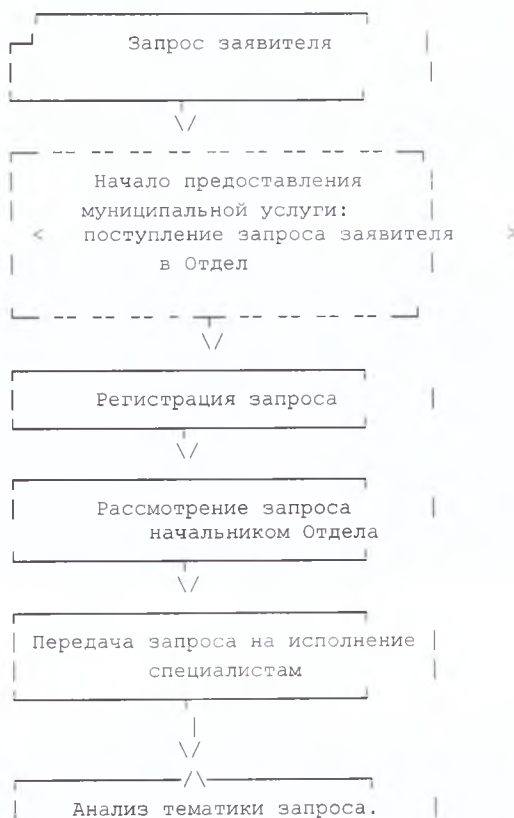 Запрос заявителя
Начало предоставления
муниципальной услуги:
< поступление запроса заявителя >
в Отдел
Регистрация запроса
Рассмотрение запроса
начальником Отдела
Передача запроса на исполнение
специалистам
Анализ тематики запроса.